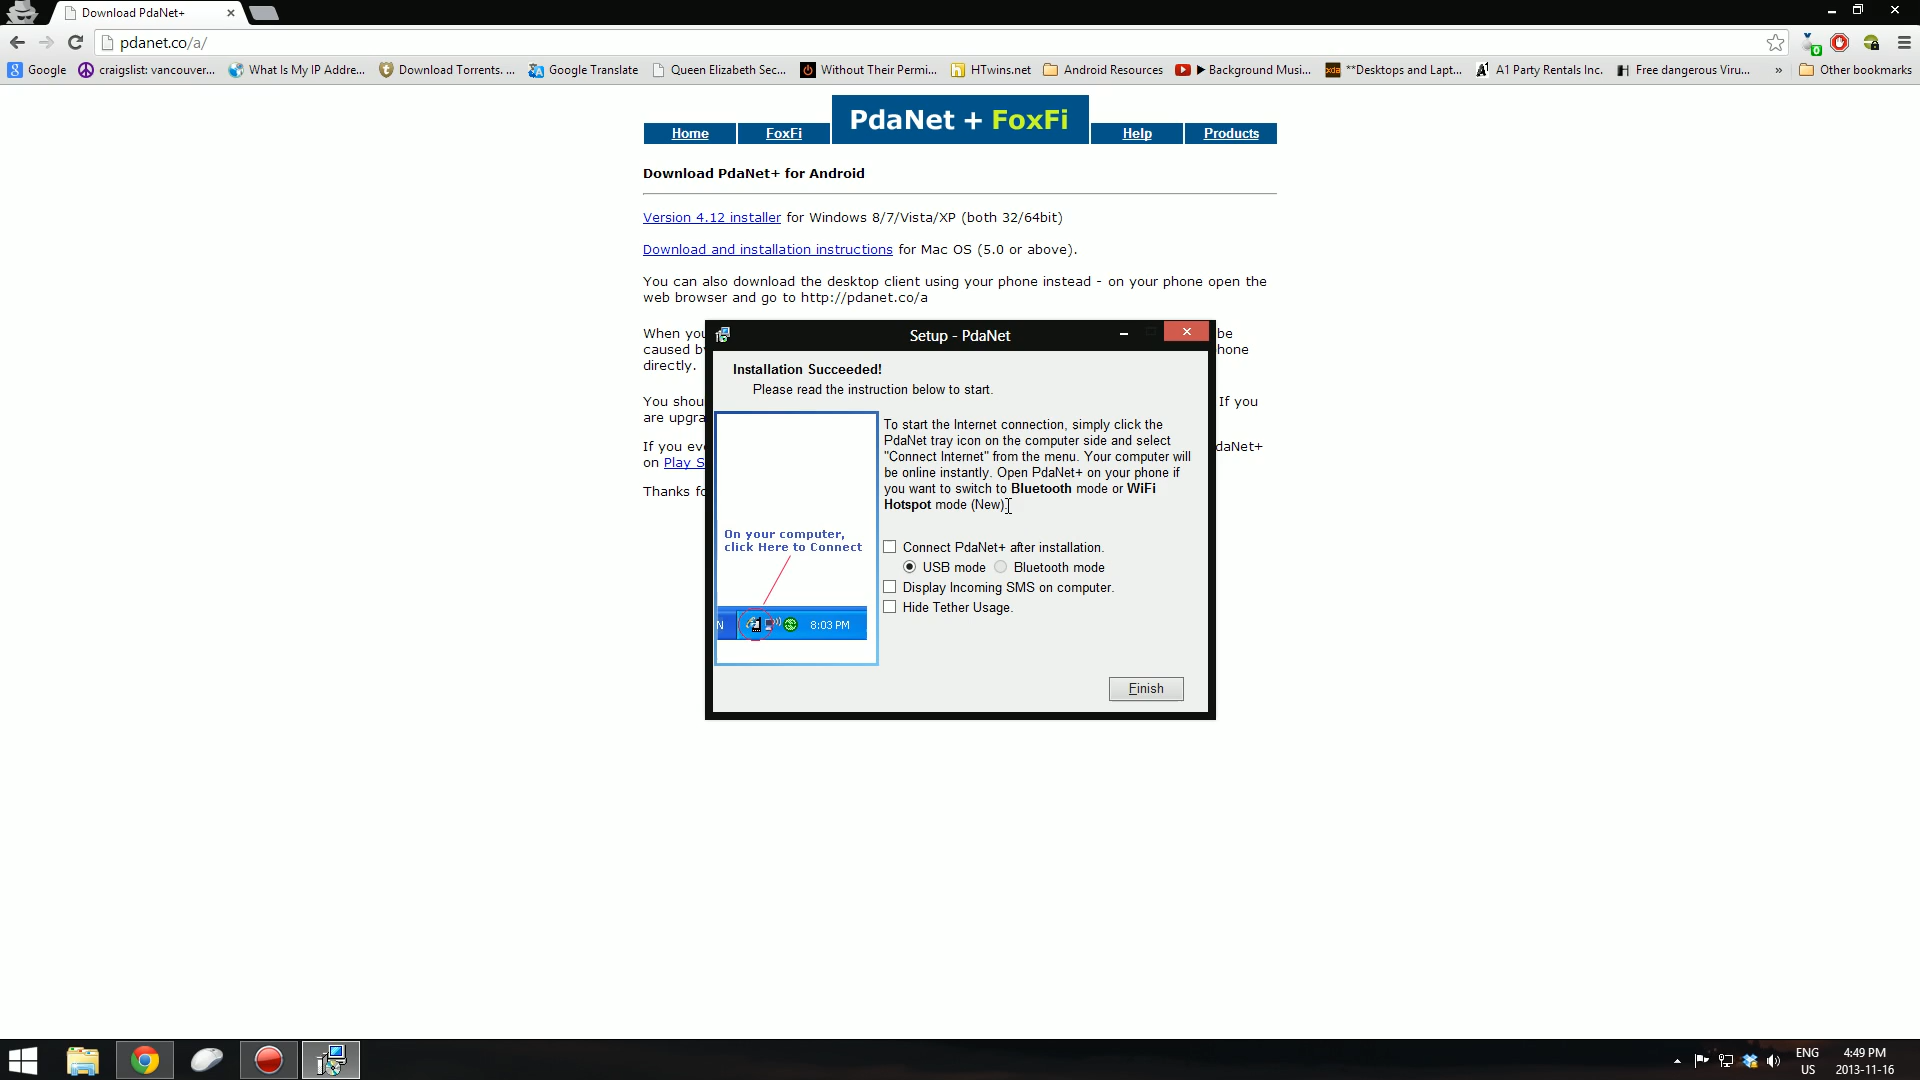 Download PdaNet+
pdanet.co/a/
Google
craigslist: vancouver...
What Is My IP Addre...
Download Torrents. ...
Google Translate
Queen Elizabeth Sec...
Without Their Permi...
HTwins.net
Android Resources
▶ Background Musi...
**Desktops and Lapt...
A1 Party Rentals Inc.
Free dangerous Viru...
»
Other bookmarks
Home
FoxFi
PdaNet + FoxFi
Help
Products
Download PdaNet+ for Android
Version 4.12 installer for Windows 8/7/Vista/XP (both 32/64bit)
Download and installation instructions for Mac OS (5.0 or above).
You can also download the desktop client using your phone instead - on your phone open the
web browser and go to http://pdanet.co/a
When you be
caused b hone
directly.
You shou If you
are upgra
If you eve daNet+
on Play S
Thanks fo
Setup - PdaNet
Installation Succeeded!
Please read the instruction below to start.
On your computer,
click Here to Connect
N 8:03 PM
To start the Internet connection, simply click the
PdaNet tray icon on the computer side and select
"Connect Internet" from the menu. Your computer will
be online instantly. Open PdaNet+ on your phone if
you want to switch to Bluetooth mode or WiFi
Hotspot mode (New).
Connect PdaNet+ after installation.
USB mode Bluetooth mode
Display Incoming SMS on computer.
Hide Tether Usage.
Finish
ENG
US
4:49 PM
2013-11-16